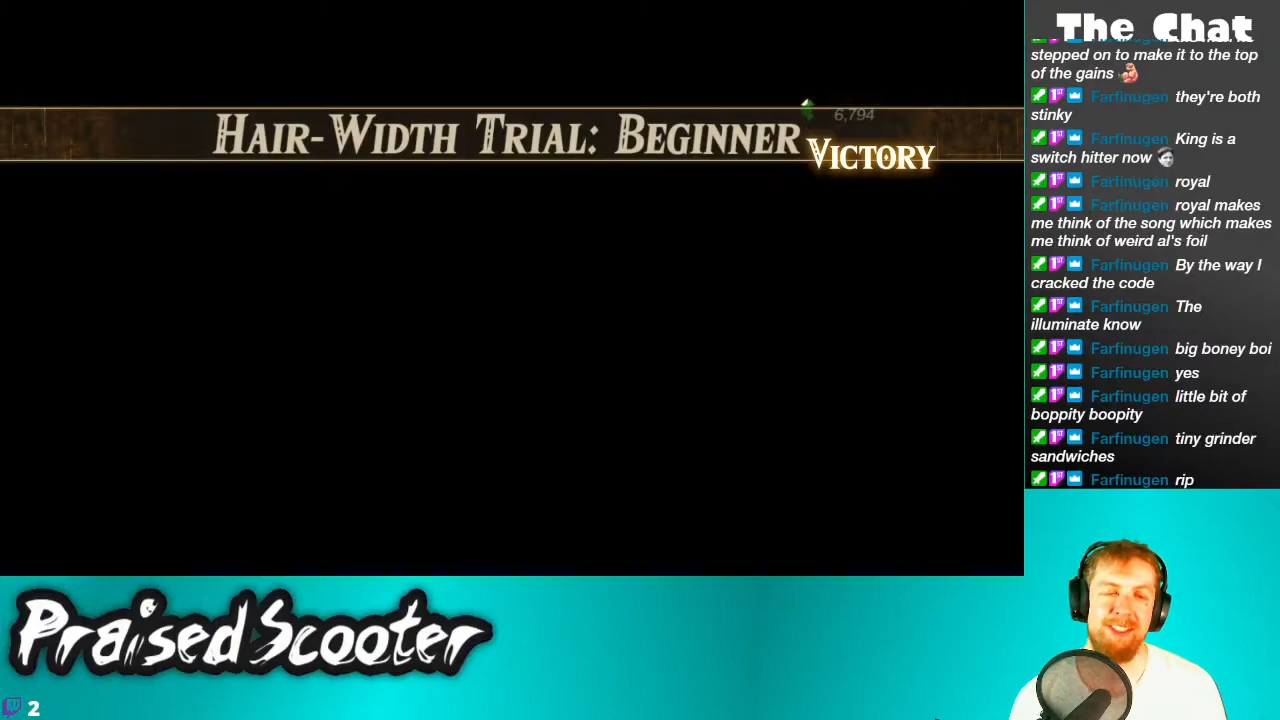 The Chat
stepped on to make it to the top
of the gains
Farfinugen they're both
stinky
Farfinugen King is a
switch hitter now
Farfinugen royal
Farfinugen royal makes
me think of the song which makes
me think of weird al's foil
Farfinugen By the way I
cracked the code
Farfinugen The
illuminate know
Farfinugen big boney boi
Farfinugen yes
Farfinugen little bit of
boppity boopity
Farfinugen tiny grinder
sandwiches
Farfinugen rip
6,794
Hair-Width Trial: Beginner
Victory
PraisedScooter
2